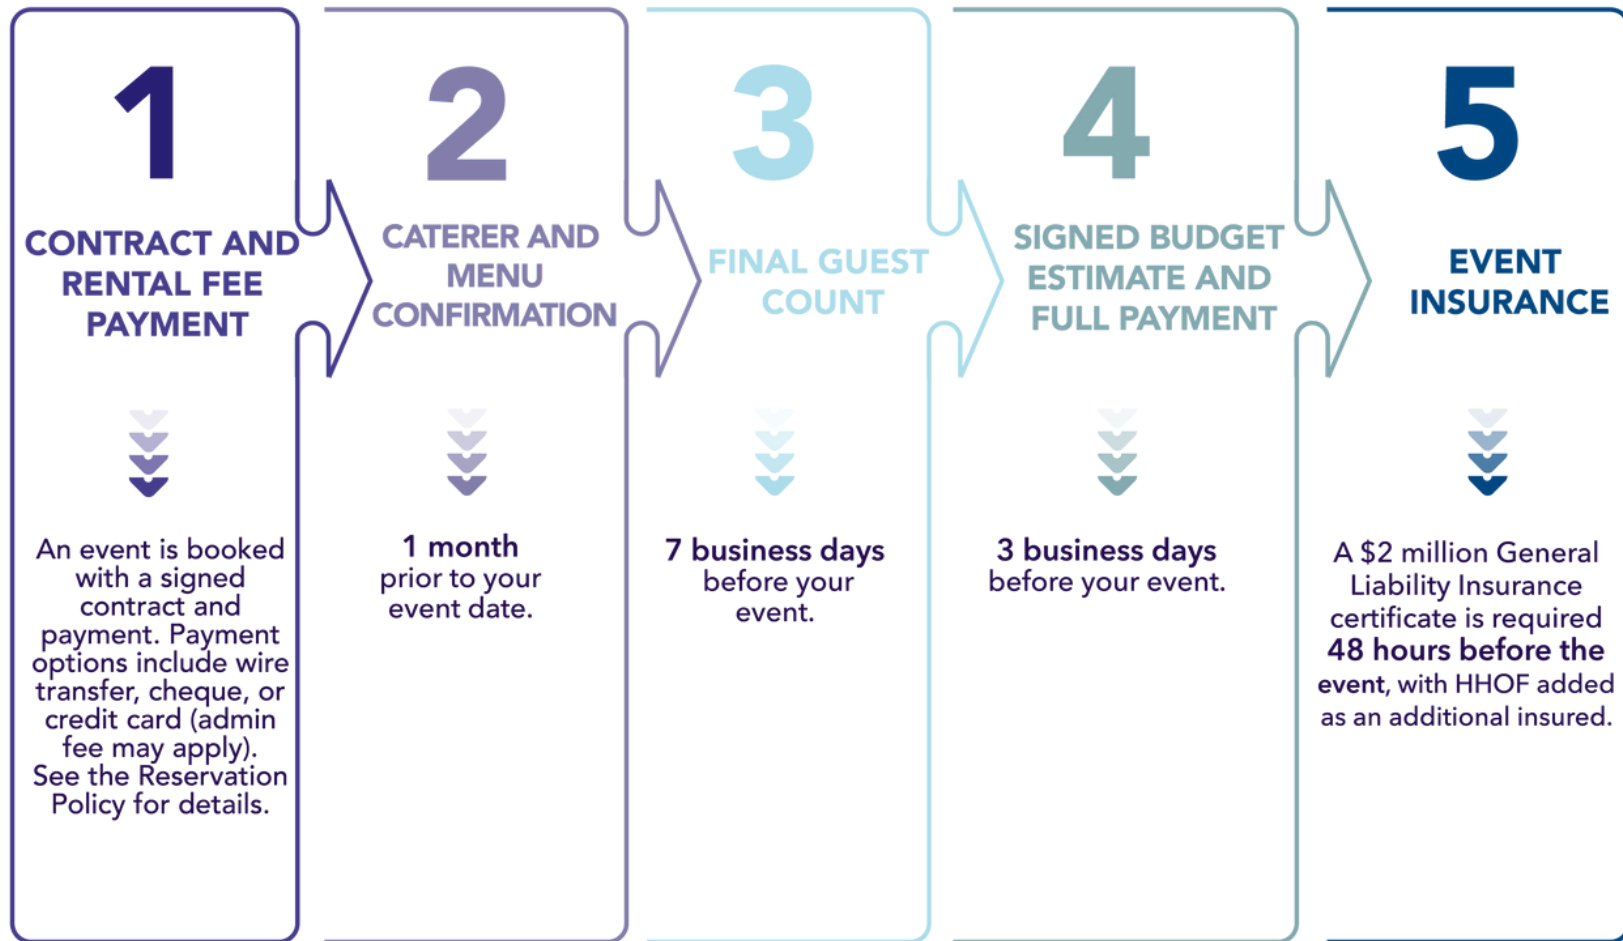 1
CONTRACT AND
RENTAL FEE
PAYMENT
An event is booked
with a signed
contract and
payment. Payment
options include wire
transfer, cheque, or
credit card (admin
fee may apply).
See the Reservation
Policy for details.
2
CATERER AND
MENU
CONFIRMATION
1 month
prior to your
event date.
3
FINAL GUEST
COUNT
7 business days
before your
event.
4
SIGNED BUDGET
ESTIMATE AND
FULL PAYMENT
3 business days
before your event.
5
EVENT
INSURANCE
A $2 million General
Liability Insurance
certificate is required
48 hours before the
event, with HHOF added
as an additional insured.